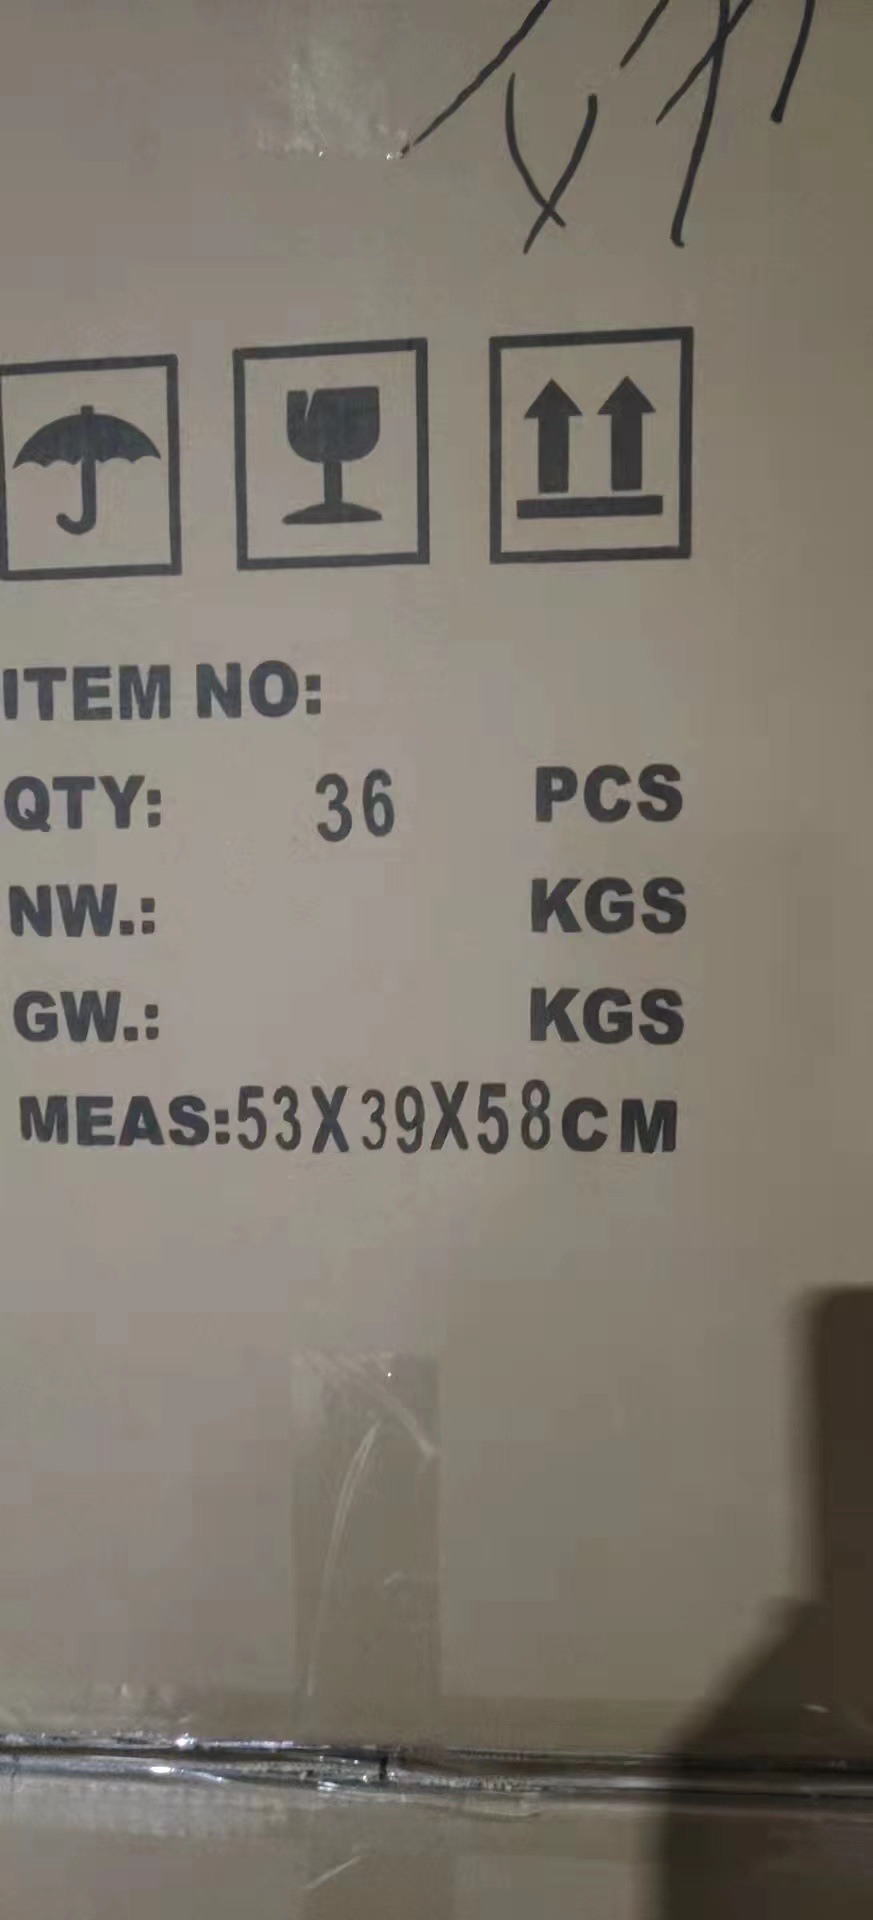 ITEM NO:
QTY: 36 PCS
NW.: KGS
GW.: KGS
MEAS:53X39X58CM